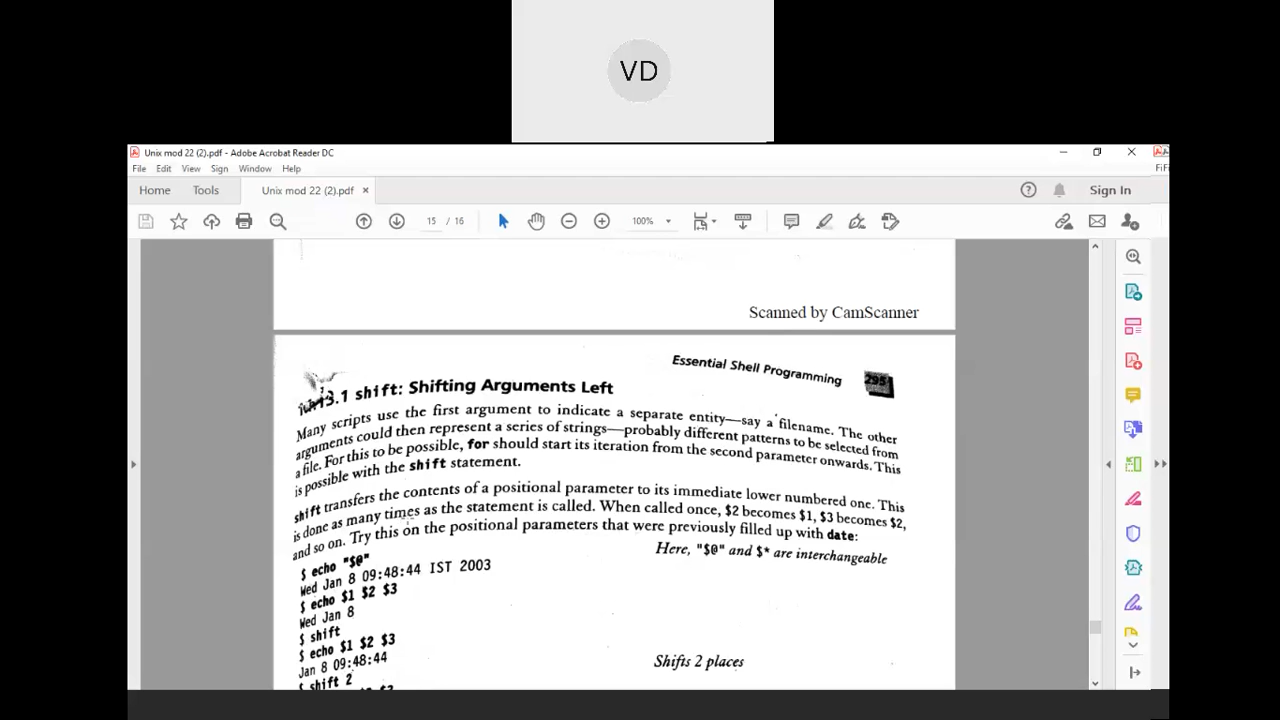 VD
Unix mod 22 (2).pdf - Adobe Acrobat Reader DC
File Edit View Sign Window Help
FiFi
Home Tools Unix mod 22 (2).pdf × Sign In
15 / 16 100%
Scanned by CamScanner
Essential Shell Programming 295
13.1 shift: Shifting Arguments Left
Many scripts use the first argument to indicate a separate entity—say a filename. The other
arguments could then represent a series of strings—probably different patterns to be selected from
a file. For this to be possible, for should start its iteration from the second parameter onwards. This
is possible with the shift statement.
shift transfers the contents of a positional parameter to its immediate lower numbered one. This
is done as many times as the statement is called. When called once, $2 becomes $1, $3 becomes $2,
and so on. Try this on the positional parameters that were previously filled up with date:
$ echo "$@" Here, "$@" and $* are interchangeable
Wed Jan 8 09:48:44 IST 2003
$ echo $1 $2 $3
Wed Jan 8
$ shift
$ echo $1 $2 $3
Jan 8 09:48:44
$ shift 2 Shifts 2 places